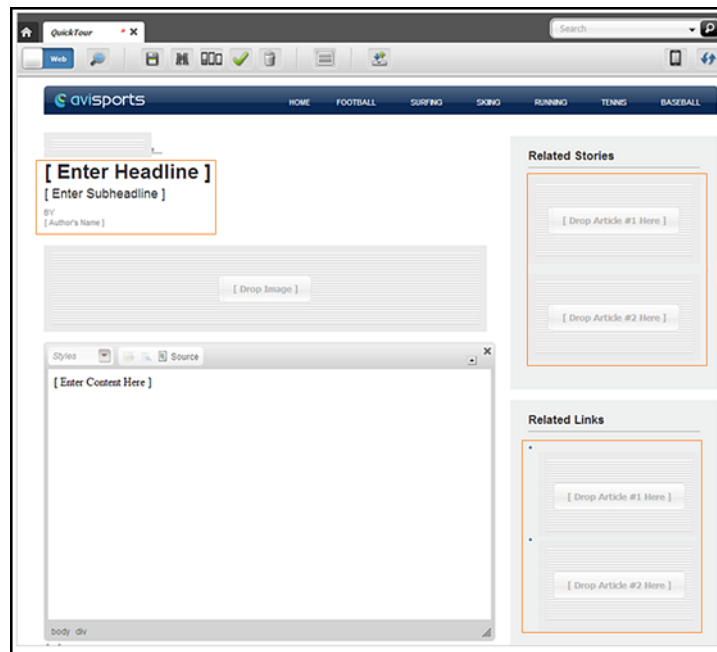 QuickTour * X
Search
Web
avisports
HOME FOOTBALL SURFING SKIING RUNNING TENNIS BASEBALL
[ Enter Headline ]
[ Enter Subheadline ]
BY
[ Author's Name ]
[ Drop Image ]
Styles Source
[ Enter Content Here ]
body div
Related Stories
[ Drop Article #1 Here ]
[ Drop Article #2 Here ]
Related Links
[ Drop Article #1 Here ]
[ Drop Article #2 Here ]